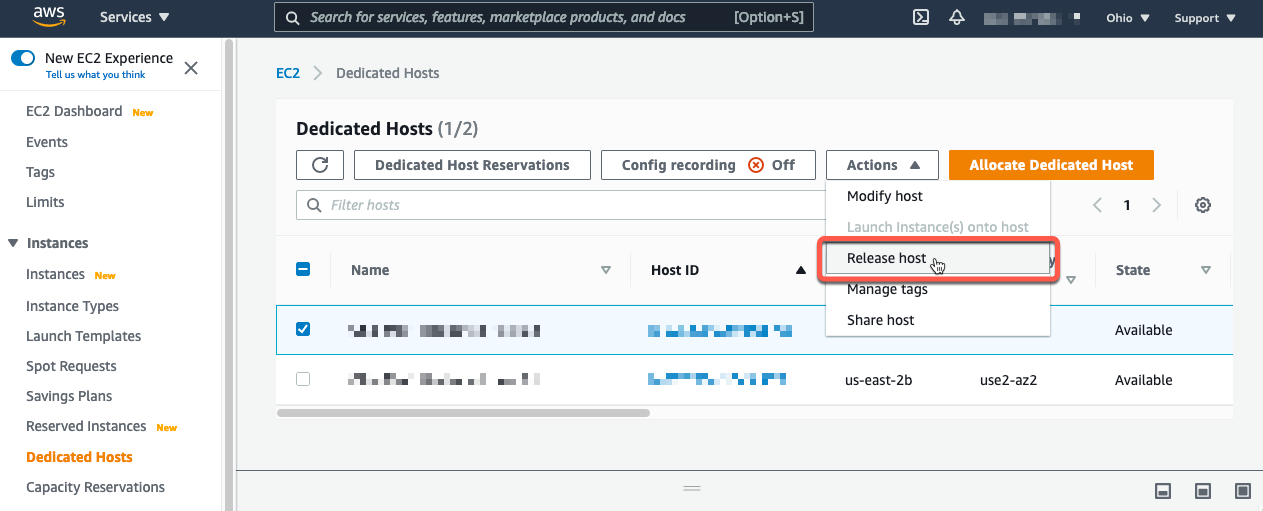 aws Services Search for services, features, marketplace products, and docs [Option+S] Ohio Support
New EC2 Experience
Tell us what you think
EC2 Dashboard New
Events
Tags
Limits
Instances
Instances New
Instance Types
Launch Templates
Spot Requests
Savings Plans
Reserved Instances New
Dedicated Hosts
Capacity Reservations
EC2 Dedicated Hosts
Dedicated Hosts (1/2)
Dedicated Host Reservations Config recording Off Actions Allocate Dedicated Host
Filter hosts 1
Modify host
Launch Instance(s) onto host
Release host
Manage tags
Share host
Name Host ID State
Available
us-east-2b use2-az2 Available